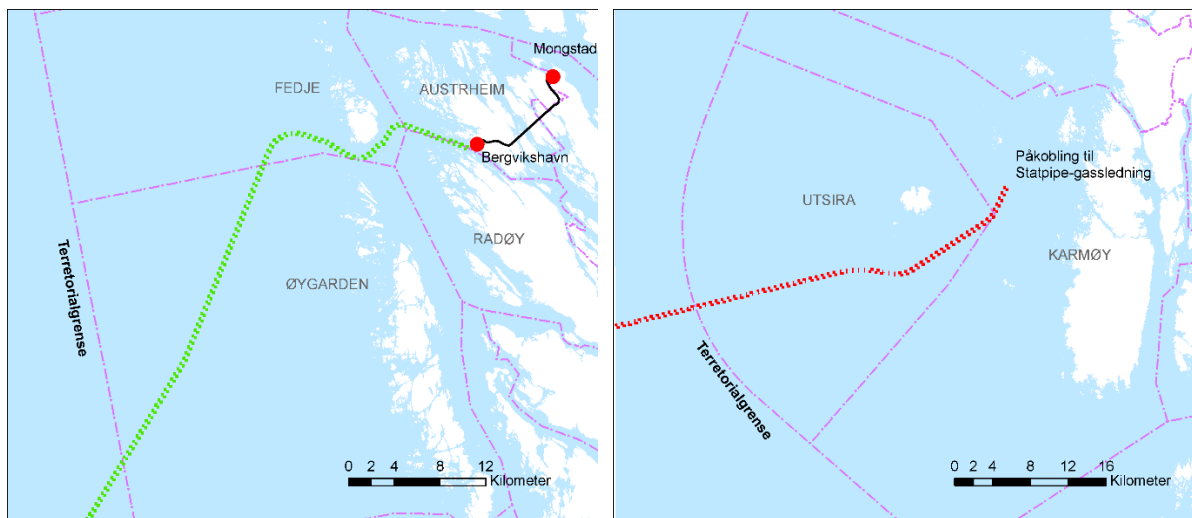 Mongstad
FEDJE
AUSTRHEIM
Bergvikshavn
RADØY
Terretorialgrense
ØYGARDEN
0 2 4 8 12
Kilometer
Påkobling til
Statpipe-gassledning
UTSIRA
KARMØY
Terretorialgrense
0 2 4 8 12 16
Kilometer